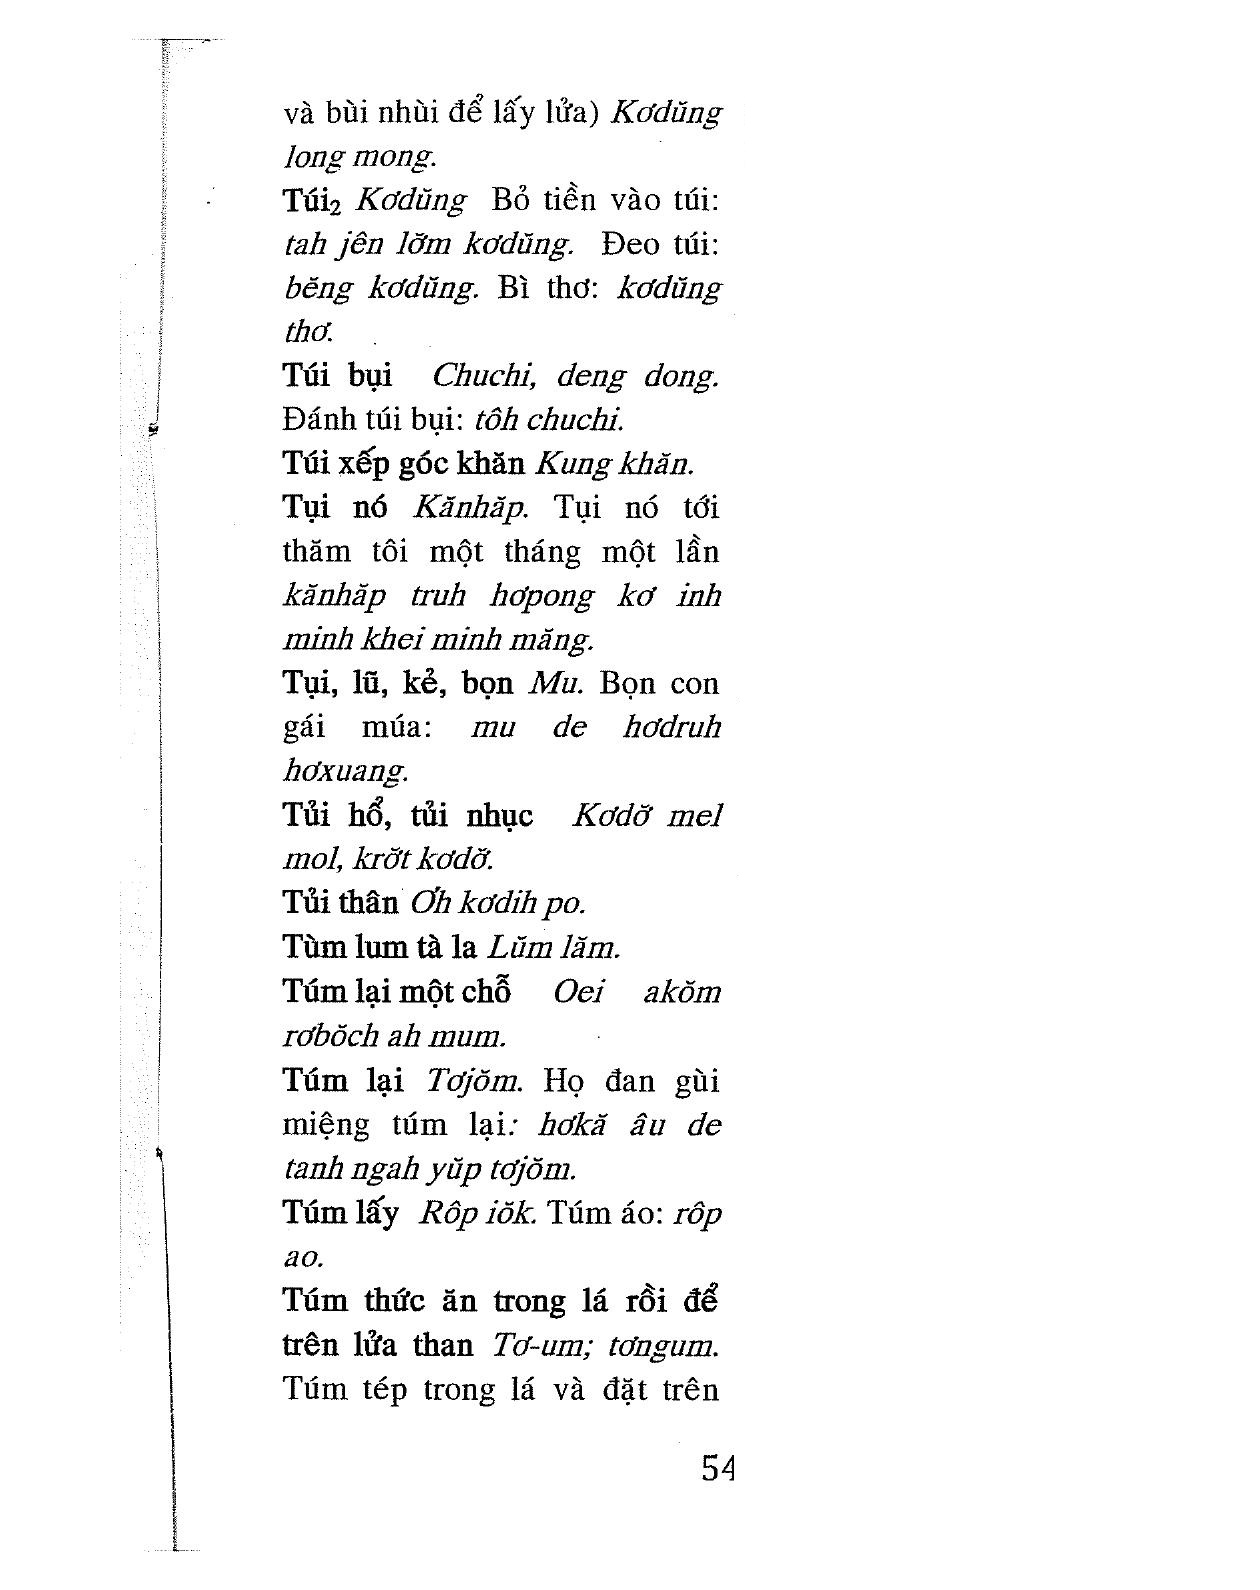 và bùi nhùi để lấy lửa) Kơdŭng
long mong.
Túi₂ Kơdŭng Bỏ tiền vào túi:
tah jên lơ̆m kơdŭng. Đeo túi:
bĕng kơdŭng. Bì thơ: kơdŭng
thơ.
Túi bụi Chuchi, deng dong.
Đánh túi bụi: tôh chuchi.
Túi xếp góc khăn Kung khăn.
Tụi nó Kănhăp. Tụi nó tới
thăm tôi một tháng một lần
kănhăp truh hơpong kơ inh
minh khei minh măng.
Tụi, lũ, kẻ, bọn Mu. Bọn con
gái múa: mu de hơdruh
hơxuang.
Tủi hổ, tủi nhục Kơdơ̆ mel
mol, krơ̆t kơdơ̆.
Tủi thân Ơ̆h kơdih po.
Tùm lum tà la Lŭm lăm.
Túm lại một chỗ Oei akŏm
rơbŏch ah mum.
Túm lại Tơjŏm. Họ đan gùi
miệng túm lại: hơkă âu de
tanh ngah yŭp tơjŏm.
Túm lấy Rôp iŏk. Túm áo: rôp
ao.
Túm thức ăn trong lá rồi để
trên lửa than Tơ-um; tơngum.
Túm tép trong lá và đặt trên
54